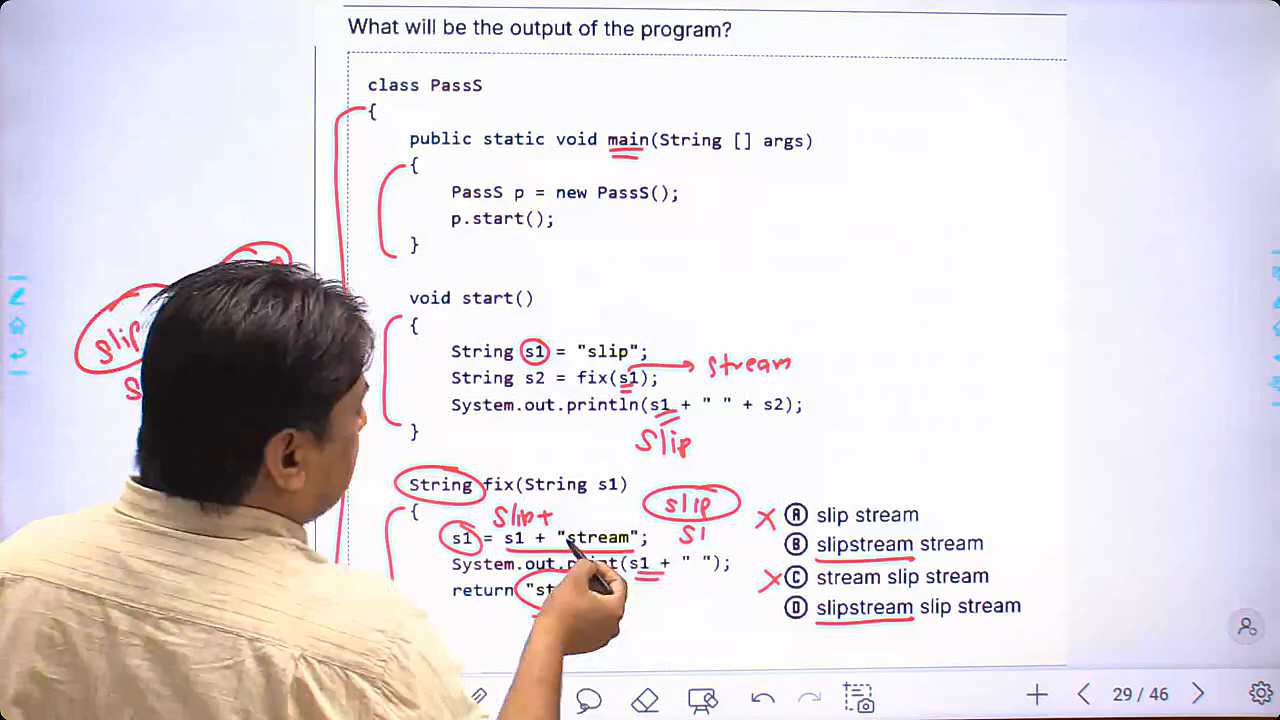 What will be the output of the program?
class PassS
{
public static void main(String [] args)
{
PassS p = new PassS();
p.start();
}
void start()
{
String s1 = "slip";
String s2 = fix(s1);
stream
System.out.println(s1 + " " + s2);
slip
}
slip
String fix(String s1)
{
slip
s1
slip+
s1 = s1 + "stream";
System.out.print(s1 + " ");
return "st
A slip stream
B slipstream stream
C stream slip stream
D slipstream slip stream
29 / 46